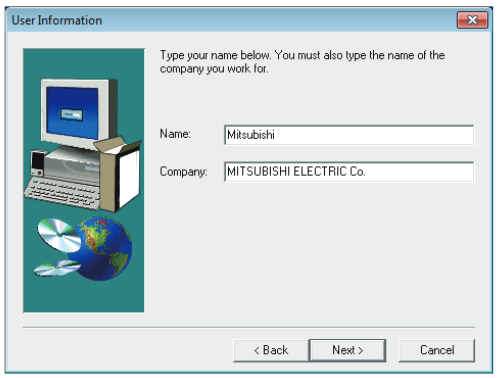 User Information
Type your name below. You must also type the name of the
company you work for.
Name: Mitsubishi
Company: MITSUBISHI ELECTRIC Co.
< Back Next > Cancel